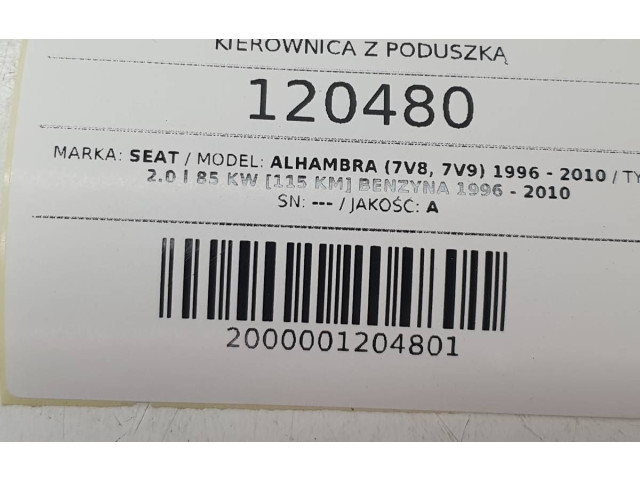 KIEROWNICA Z PODUSZKĄ
120480
MARKA: SEAT / MODEL: ALHAMBRA (7V8, 7V9) 1996 - 2010 / TY
2.0 i 85 KW [115 KM] BENZYNA 1996 - 2010
SN: --- / JAKOŚĆ: A
2000001204801